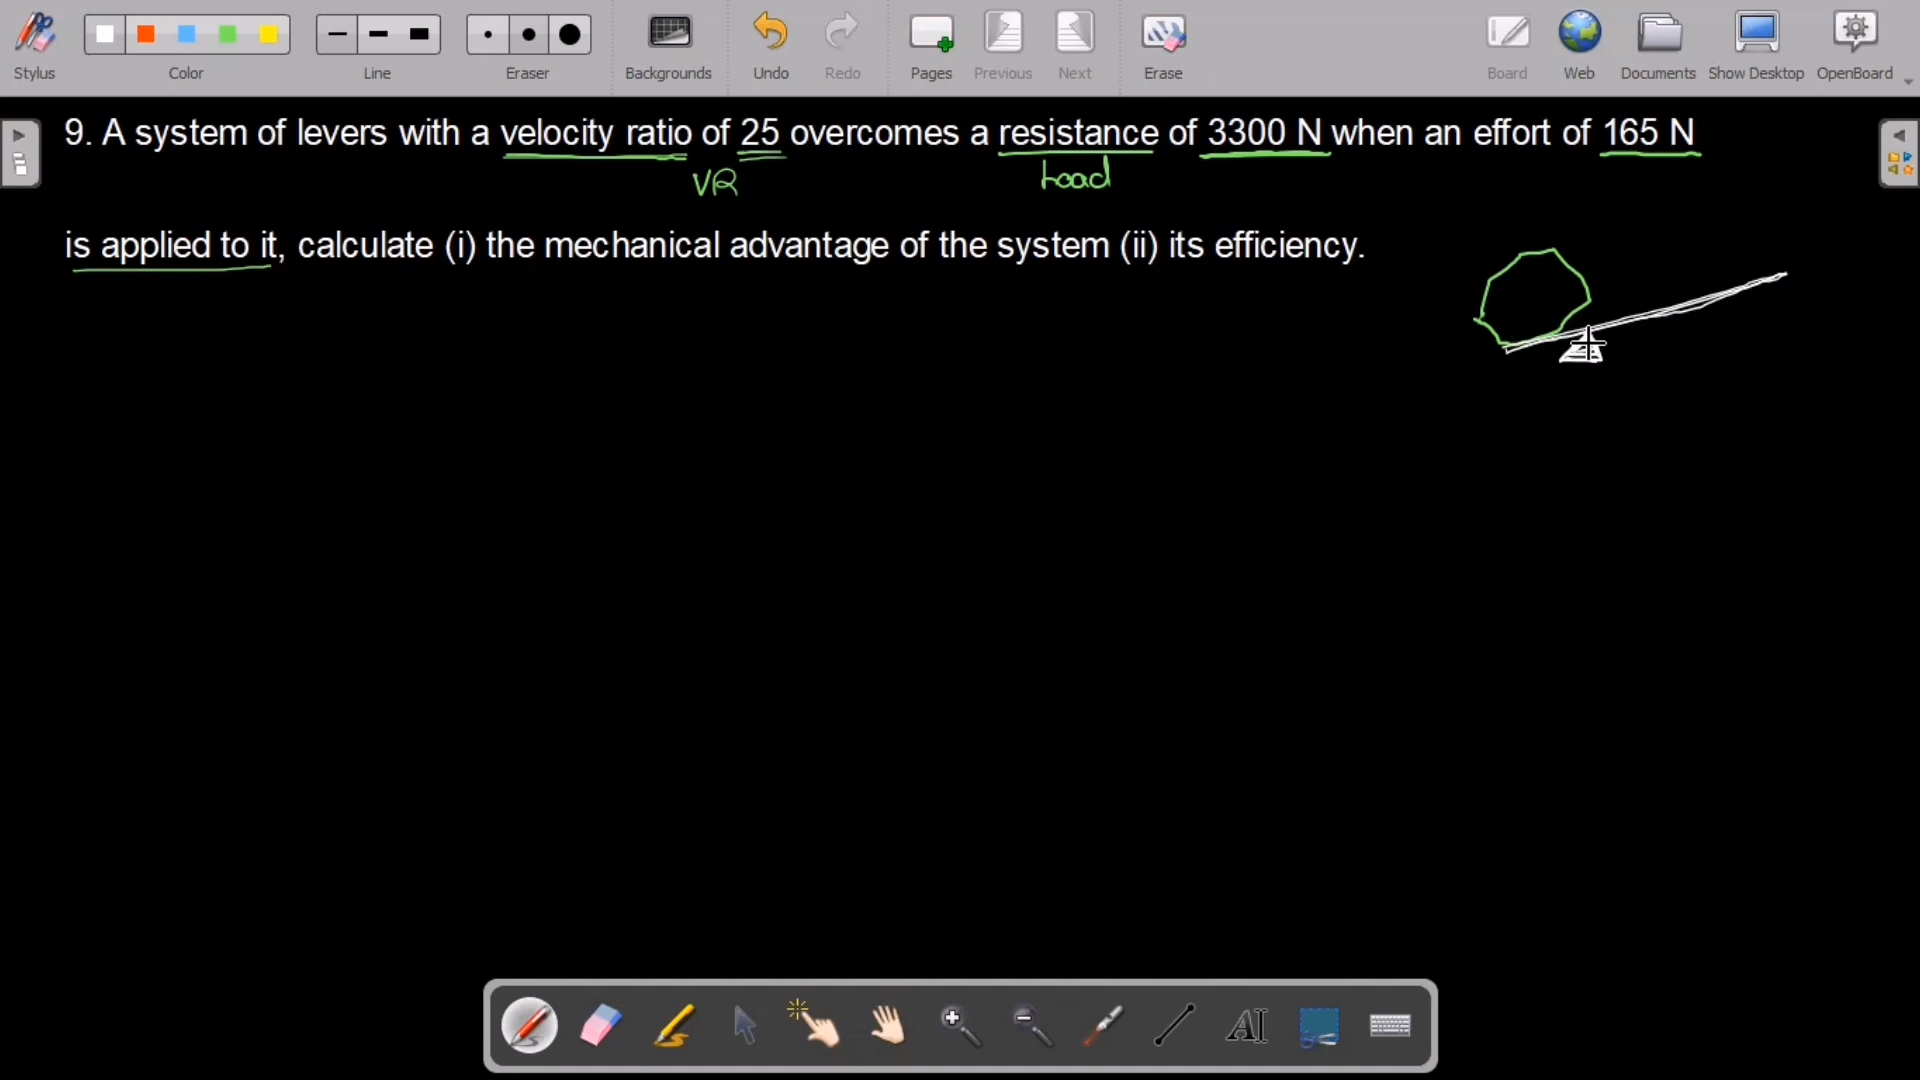 Stylus Color Line Eraser Backgrounds Undo Redo Pages Previous Next Erase Board Web Documents Show Desktop OpenBoard
9. A system of levers with a velocity ratio of 25 overcomes a resistance of 3300 N when an effort of 165 N
VR Load
is applied to it, calculate (i) the mechanical advantage of the system (ii) its efficiency.
AI